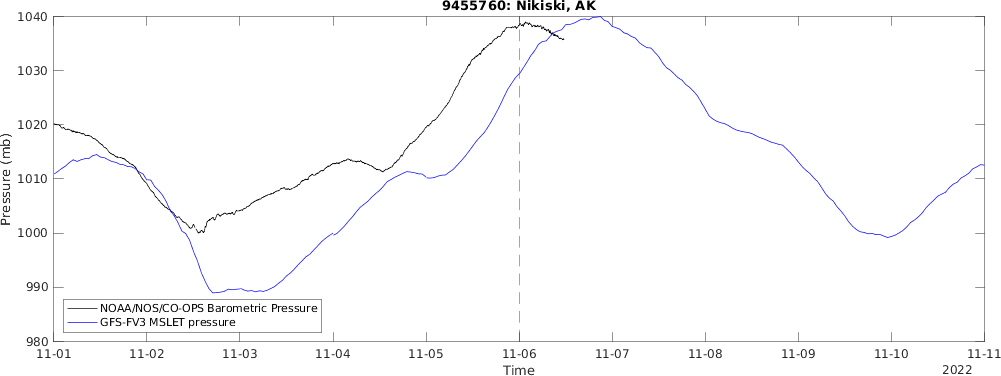 9455760: Nikiski, AK
1040
1030
1020
1010
1000
990
980
Pressure (mb)
NOAA/NOS/CO-OPS Barometric Pressure
GFS-FV3 MSLET pressure
11-01 11-02 11-03 11-04 11-05 11-06 11-07 11-08 11-09 11-10 11-11
Time
2022